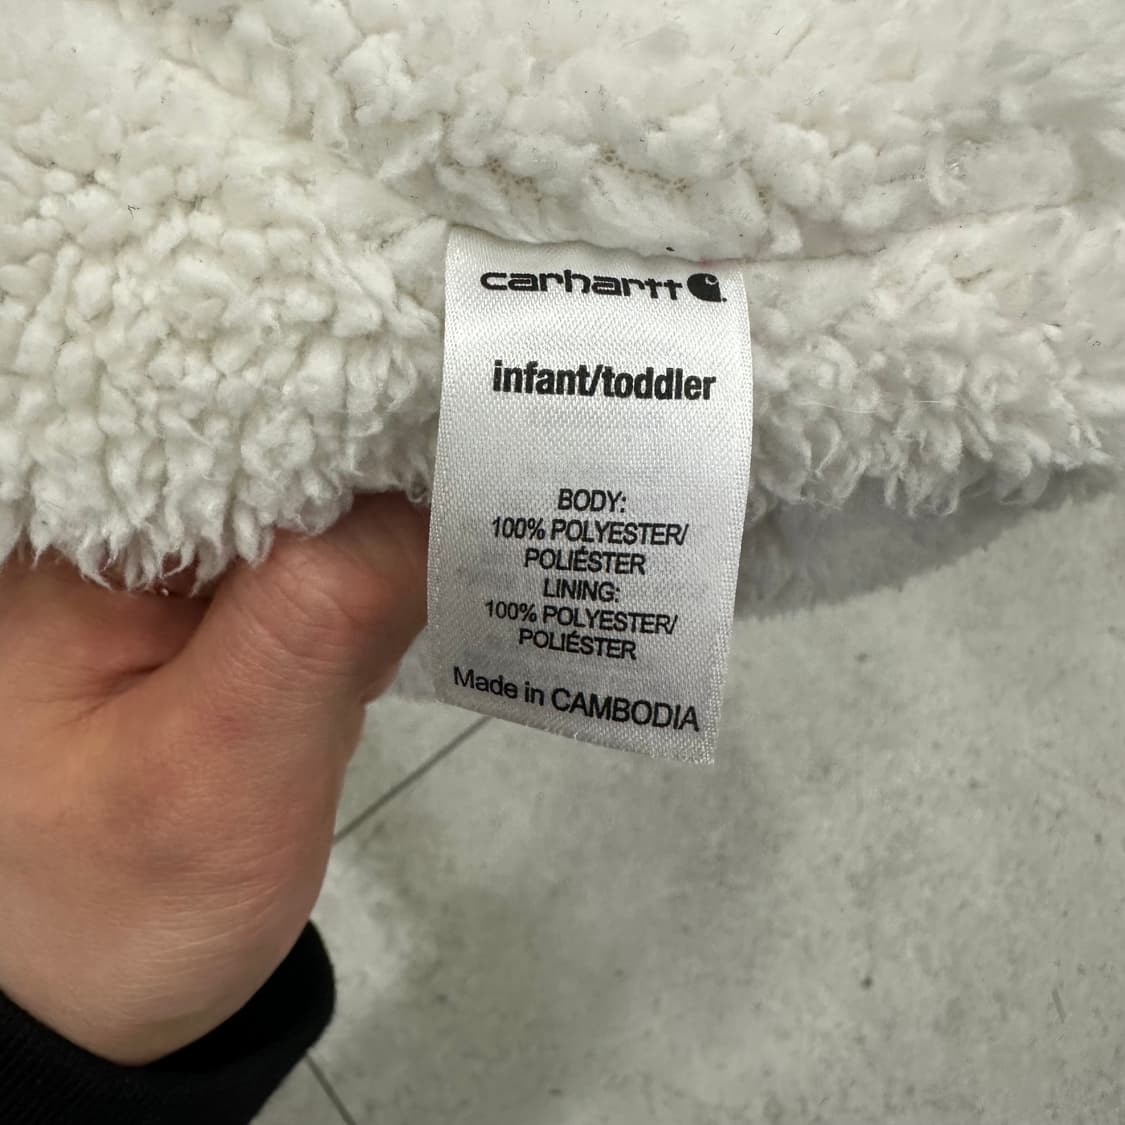 carhartt
infant/toddler
BODY:
100% POLYESTER/
POLIÉSTER
LINING:
100% POLYESTER/
POLIÉSTER
Made in CAMBODIA